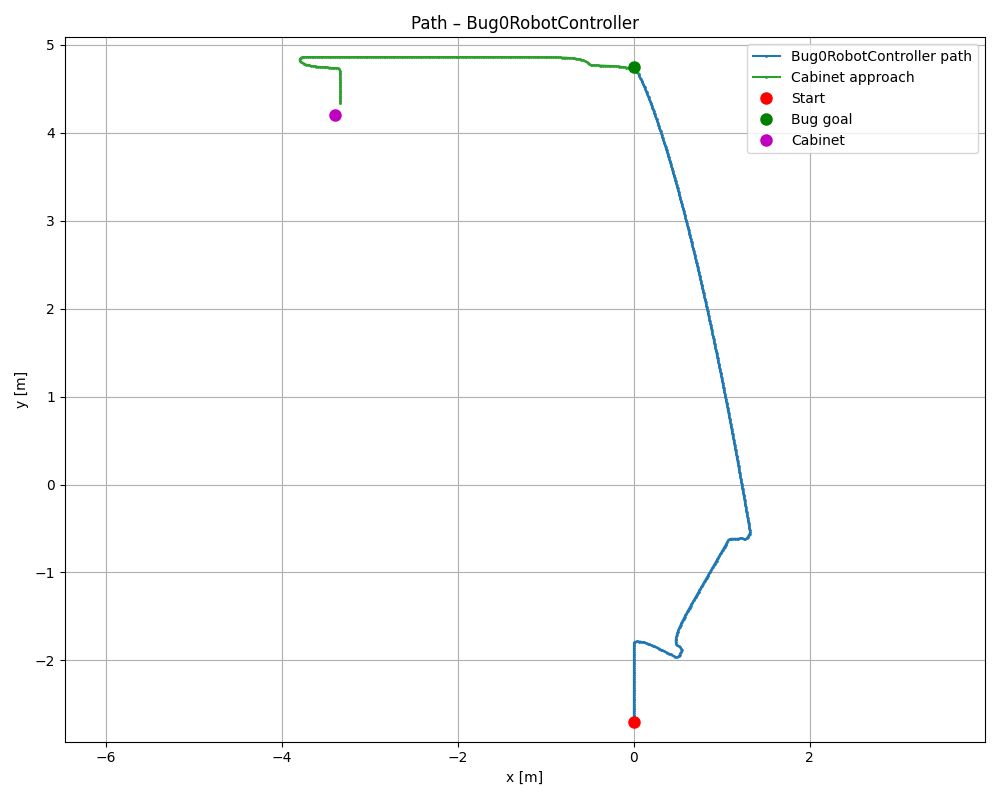 Path – Bug0RobotController
Bug0RobotController path
Cabinet approach
Start
Bug goal
Cabinet
5
4
3
2
1
0
−1
−2
y [m]
−6
−4
−2
0
2
x [m]